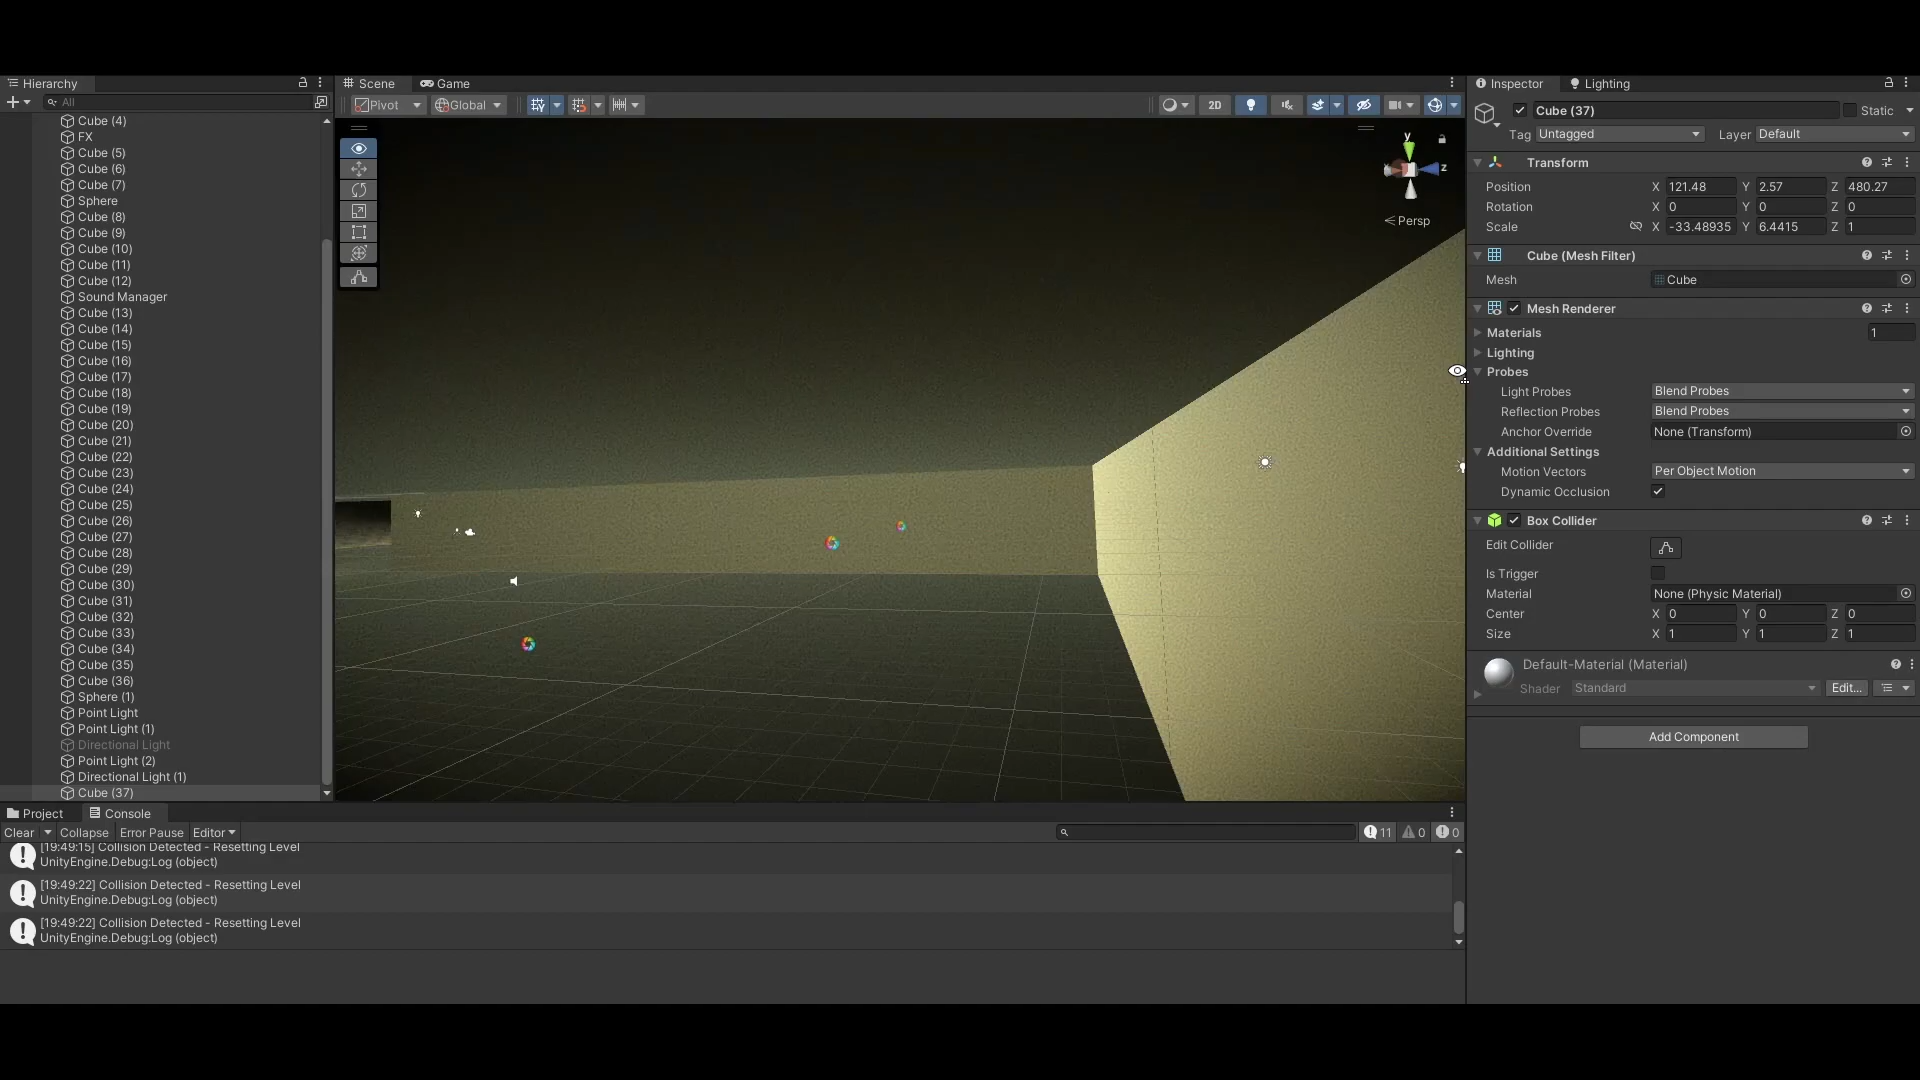 Hierarchy
All
Cube (4)
FX
Cube (5)
Cube (6)
Cube (7)
Sphere
Cube (8)
Cube (9)
Cube (10)
Cube (11)
Cube (12)
Sound Manager
Cube (13)
Cube (14)
Cube (15)
Cube (16)
Cube (17)
Cube (18)
Cube (19)
Cube (20)
Cube (21)
Cube (22)
Cube (23)
Cube (24)
Cube (25)
Cube (26)
Cube (27)
Cube (28)
Cube (29)
Cube (30)
Cube (31)
Cube (32)
Cube (33)
Cube (34)
Cube (35)
Cube (36)
Sphere (1)
Point Light
Point Light (1)
Directional Light
Point Light (2)
Directional Light (1)
Cube (37)
Scene Game
Pivot Global 2D
y
z
Persp
Inspector Lighting
Cube (37) Static
Tag Untagged Layer Default
Transform
Position X 121.48 Y 2.57 Z 480.27
Rotation X 0 Y 0 Z 0
Scale X -33.48935 Y 6.4415 Z 1
Cube (Mesh Filter)
Mesh Cube
Mesh Renderer
Materials 1
Lighting
Probes
Light Probes Blend Probes
Reflection Probes Blend Probes
Anchor Override None (Transform)
Additional Settings
Motion Vectors Per Object Motion
Dynamic Occlusion
Box Collider
Edit Collider
Is Trigger
Material None (Physic Material)
Center X 0 Y 0 Z 0
Size X 1 Y 1 Z 1
Default-Material (Material)
Shader Standard Edit...
Add Component
Project Console
Clear Collapse Error Pause Editor 11 0 0
[19:49:15] Collision Detected - Resetting Level
UnityEngine.Debug:Log (object)
[19:49:22] Collision Detected - Resetting Level
UnityEngine.Debug:Log (object)
[19:49:22] Collision Detected - Resetting Level
UnityEngine.Debug:Log (object)